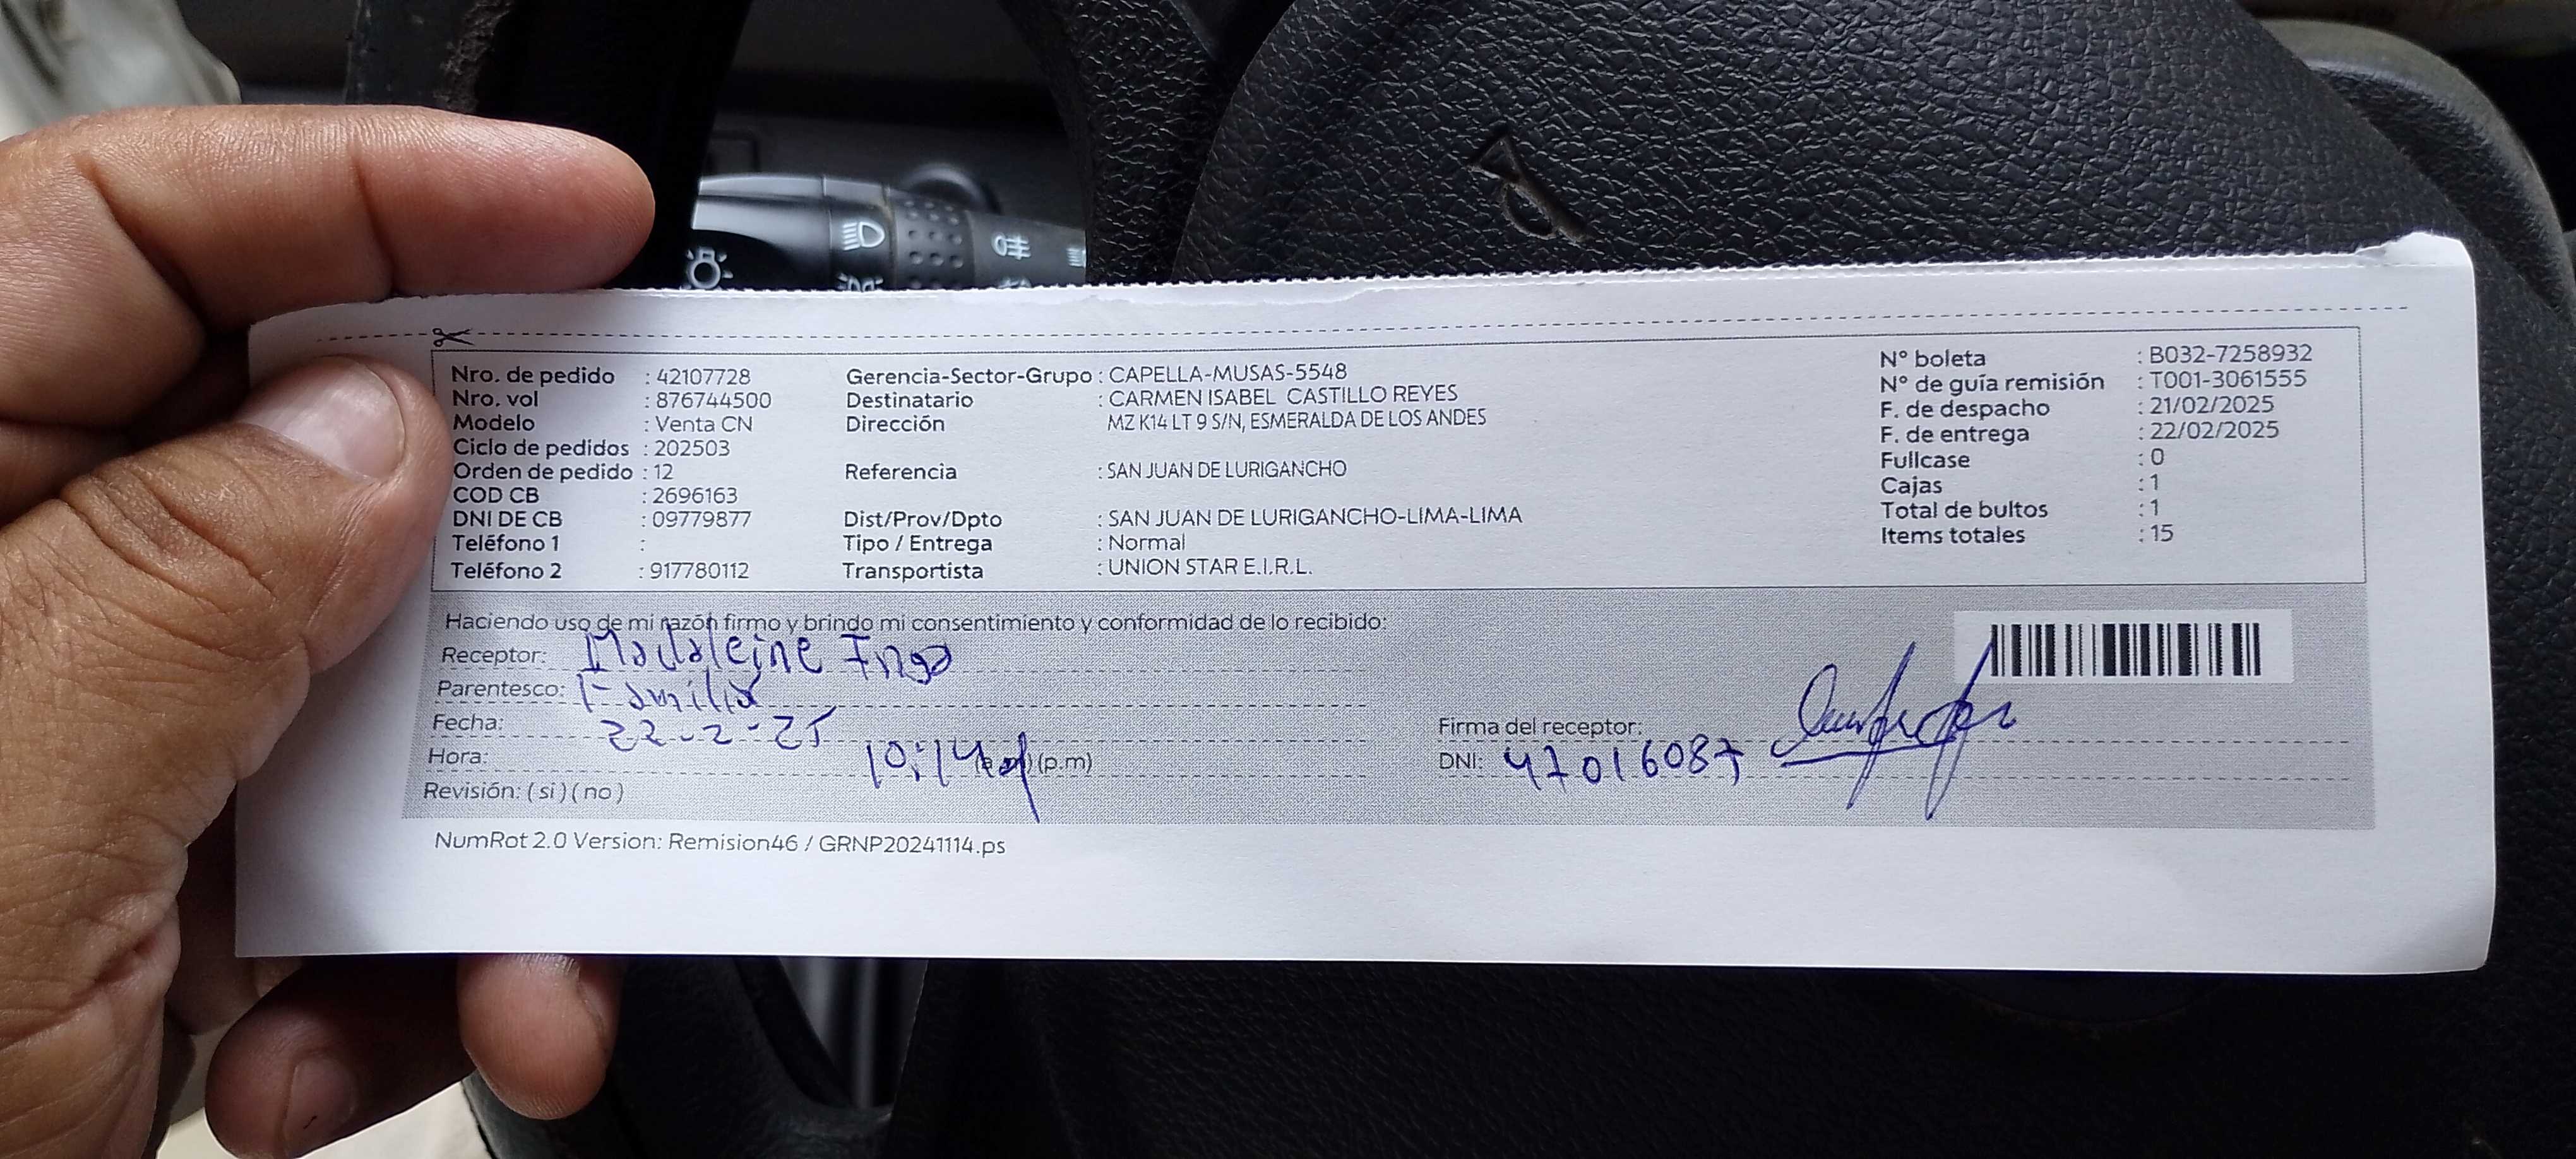 Nro. de pedido : 42107728
Nro. vol : 876744500
Modelo : Venta CN
Ciclo de pedidos : 202503
Orden de pedido : 12
COD CB : 2696163
DNI DE CB : 09779877
Teléfono 1 :
Teléfono 2 : 917780112
Gerencia-Sector-Grupo : CAPELLA-MUSAS-5548
Destinatario : CARMEN ISABEL CASTILLO REYES
Dirección MZ K14 LT 9 S/N, ESMERALDA DE LOS ANDES
Referencia : SAN JUAN DE LURIGANCHO
Dist/Prov/Dpto : SAN JUAN DE LURIGANCHO-LIMA-LIMA
Tipo / Entrega : Normal
Transportista : UNION STAR E.I.R.L.
N° boleta : B032-7258932
N° de guía remisión : T001-3061555
F. de despacho : 21/02/2025
F. de entrega : 22/02/2025
Fullcase : 0
Cajas : 1
Total de bultos : 1
Items totales : 15
Haciendo uso de mi razón firmo y brindo mi consentimiento y conformidad de lo recibido:
Receptor: Madaleine Inga
Parentesco: Familia
Fecha: 22-2-25
Hora: 10:14 (p.m)
Revisión: ( si ) ( no )
Firma del receptor:
DNI: 47016087
NumRot 2.0 Version: Remision46 / GRNP20241114.ps